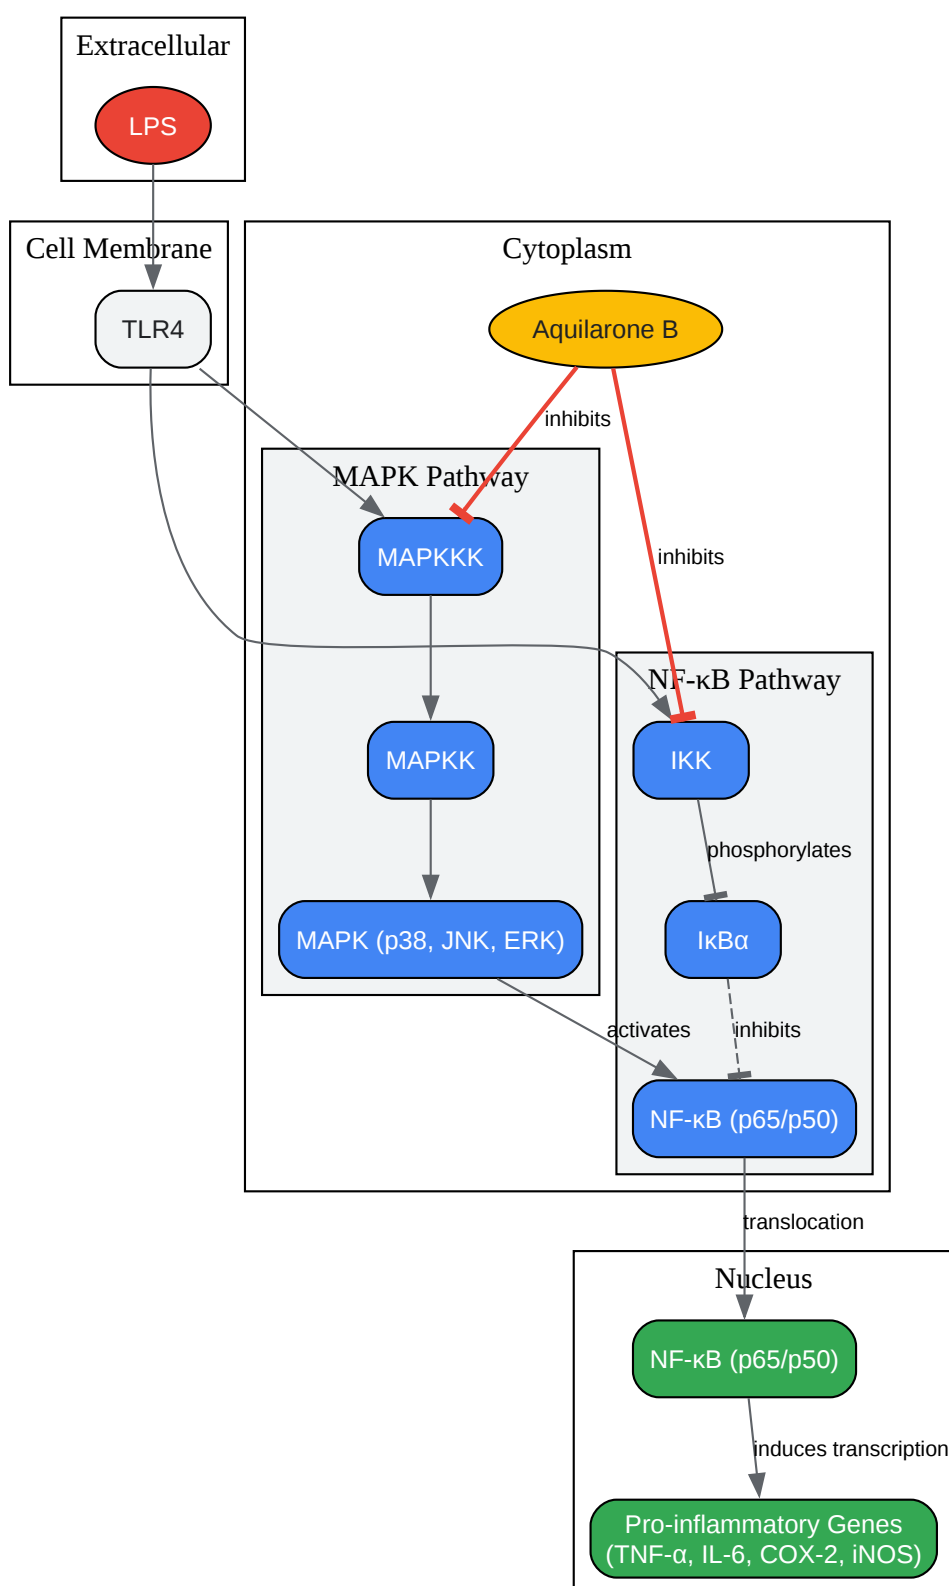 Extracellular
LPS
Cell Membrane
TLR4
Cytoplasm
Aquilarone B
inhibits
MAPK Pathway
MAPKKK
inhibits
NF-κB Pathway
MAPKK
IKK
phosphorylates
MAPK (p38, JNK, ERK)
IκBα
activates
inhibits
NF-κB (p65/p50)
translocation
Nucleus
NF-κB (p65/p50)
induces transcription
Pro-inflammatory Genes
(TNF-α, IL-6, COX-2, iNOS)